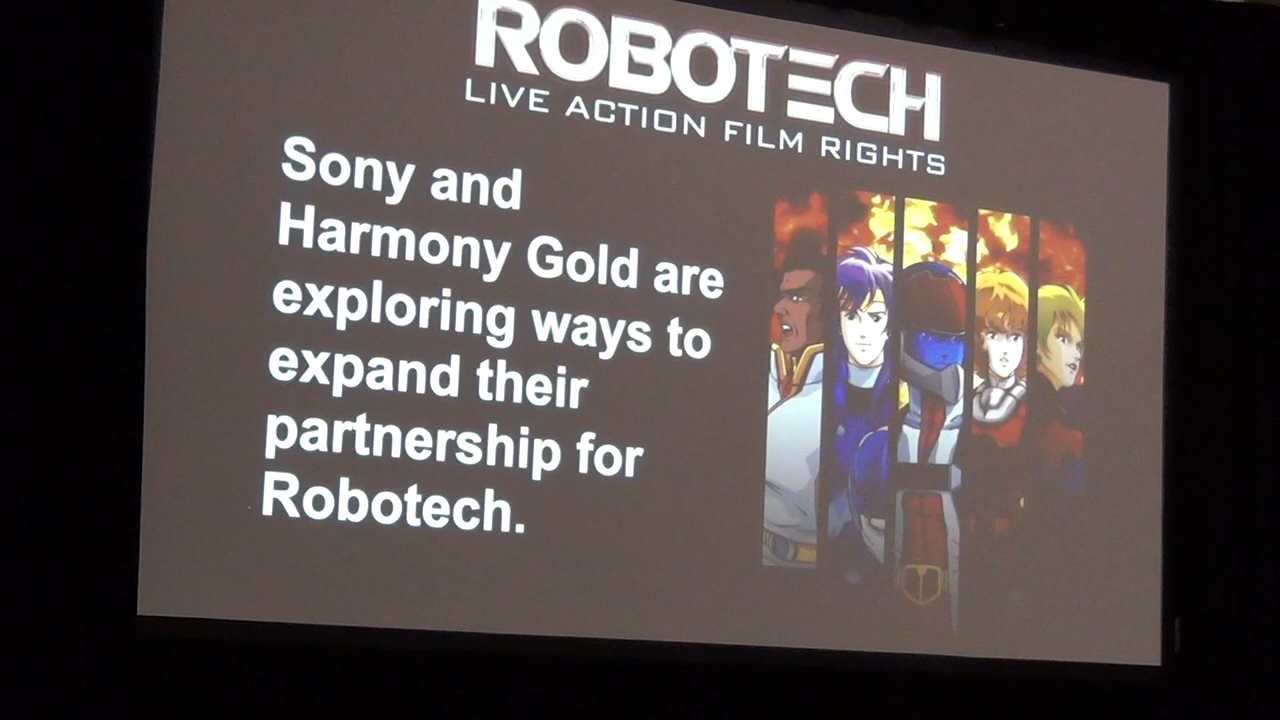 ROBOTECH
LIVE ACTION FILM RIGHTS
Sony and
Harmony Gold are
exploring ways to
expand their
partnership for
Robotech.